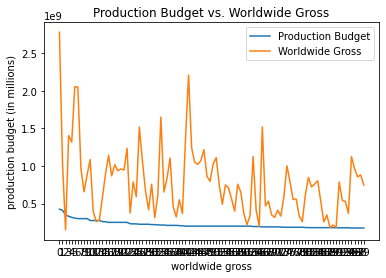 Production Budget vs. Worldwide Gross
1e9
Production Budget
Worldwide Gross
2.5
2.0
1.5
1.0
0.5
production budget (in millions)
worldwide gross